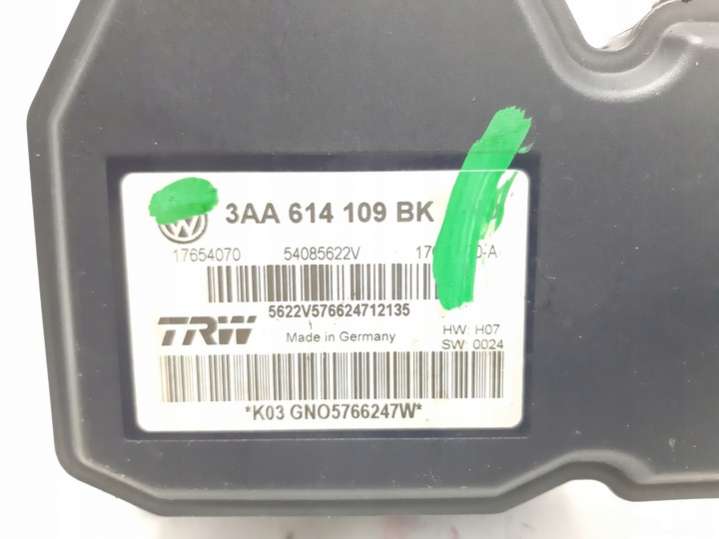 3AA 614 109 BK
17654070 54085622V
5622V576624712135
TRW Made in Germany HW: H07
SW: 0024
*K03 GNO5766247W*